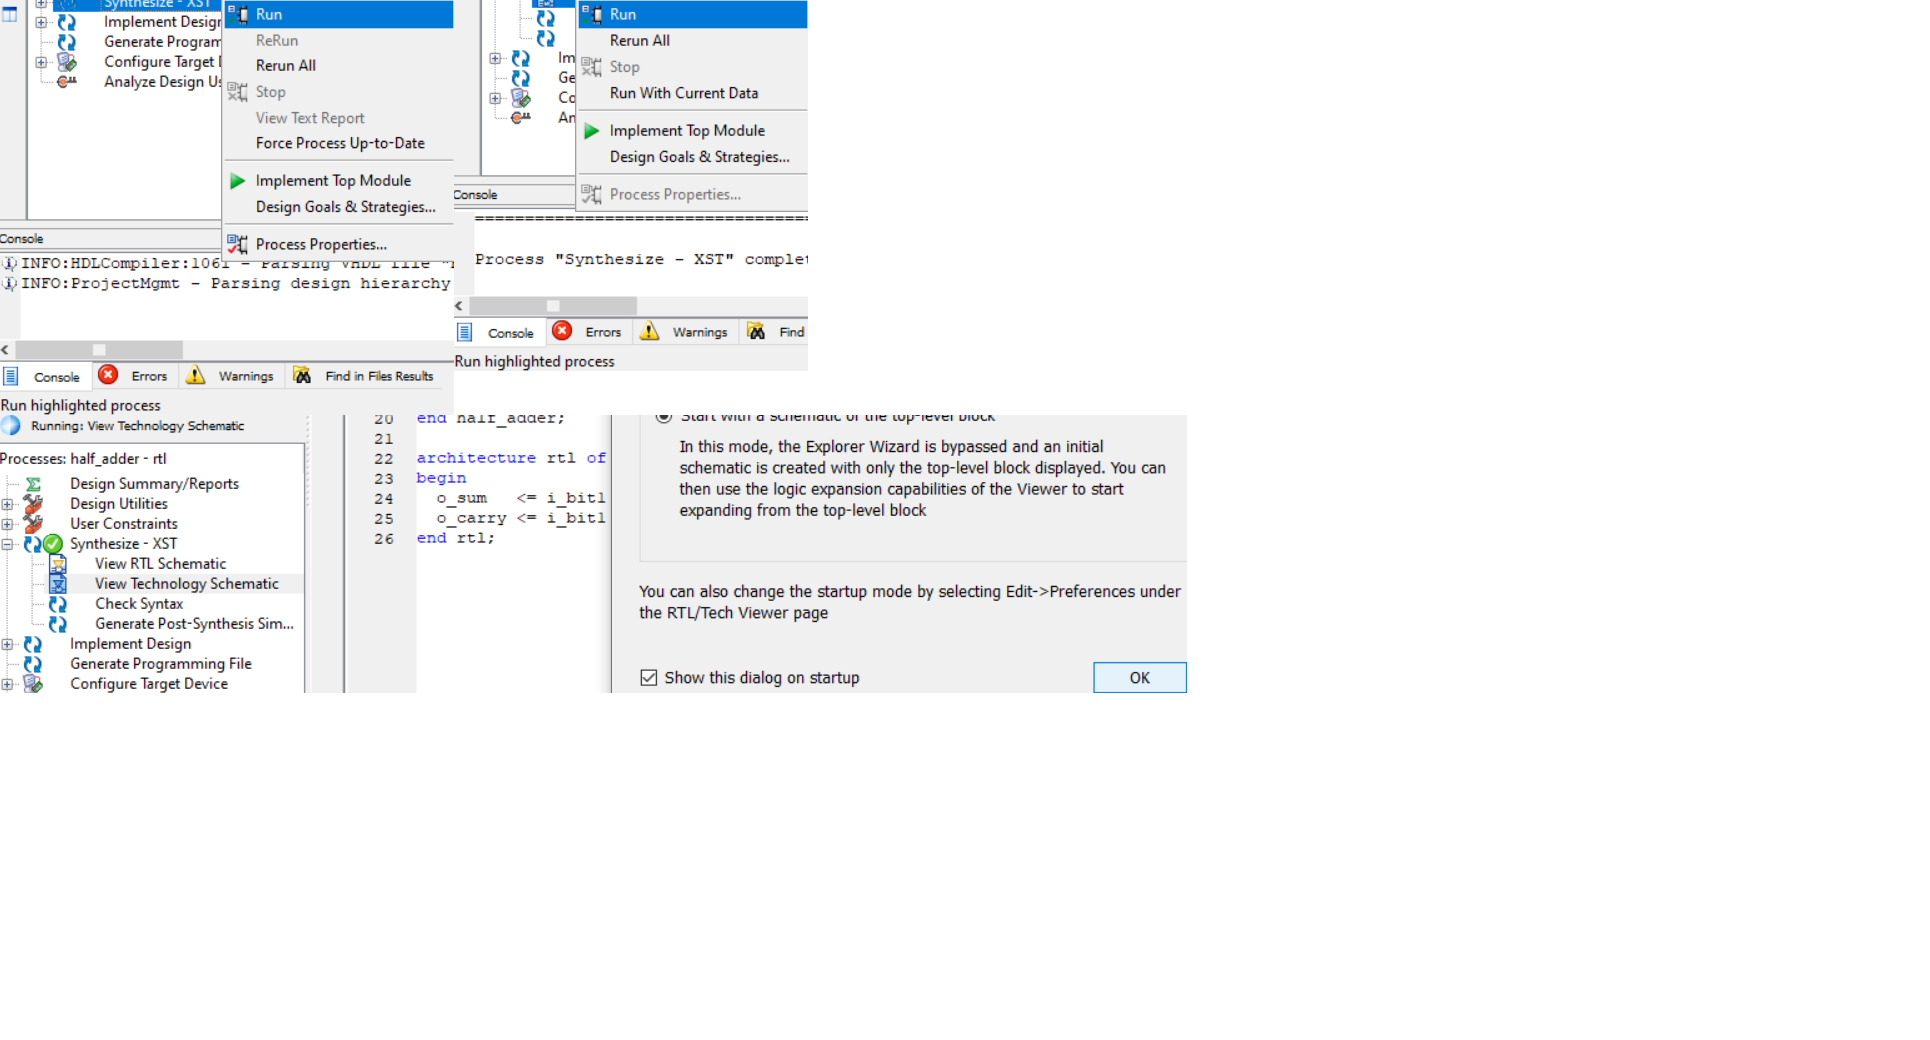 Synthesize - XST
Implement Desigr
Generate Program
Configure Target
Analyze Design Us
Run
ReRun
Rerun All
Stop
View Text Report
Force Process Up-to-Date
Implement Top Module
Design Goals & Strategies...
Process Properties...
Console
INFO:HDLCompiler:1061 - Parsing VHDL file "
INFO:ProjectMgmt - Parsing design hierarchy
Console
Errors
Warnings
Find in Files Results
Run highlighted process
Im
Ge
Co
An
Run
Rerun All
Stop
Run With Current Data
Implement Top Module
Design Goals & Strategies...
Process Properties...
Console
Process "Synthesize - XST" complet
Console
Errors
Warnings
Find
Run highlighted process
Running: View Technology Schematic
Processes: half_adder - rtl
Design Summary/Reports
Design Utilities
User Constraints
Synthesize - XST
View RTL Schematic
View Technology Schematic
Check Syntax
Generate Post-Synthesis Sim...
Implement Design
Generate Programming File
Configure Target Device
20 end half_adder;
21
22 architecture rtl of
23 begin
24 o_sum <= i_bit1
25 o_carry <= i_bit1
26 end rtl;
Start with a schematic of the top-level block
In this mode, the Explorer Wizard is bypassed and an initial
schematic is created with only the top-level block displayed. You can
then use the logic expansion capabilities of the Viewer to start
expanding from the top-level block
You can also change the startup mode by selecting Edit->Preferences under
the RTL/Tech Viewer page
Show this dialog on startup
OK